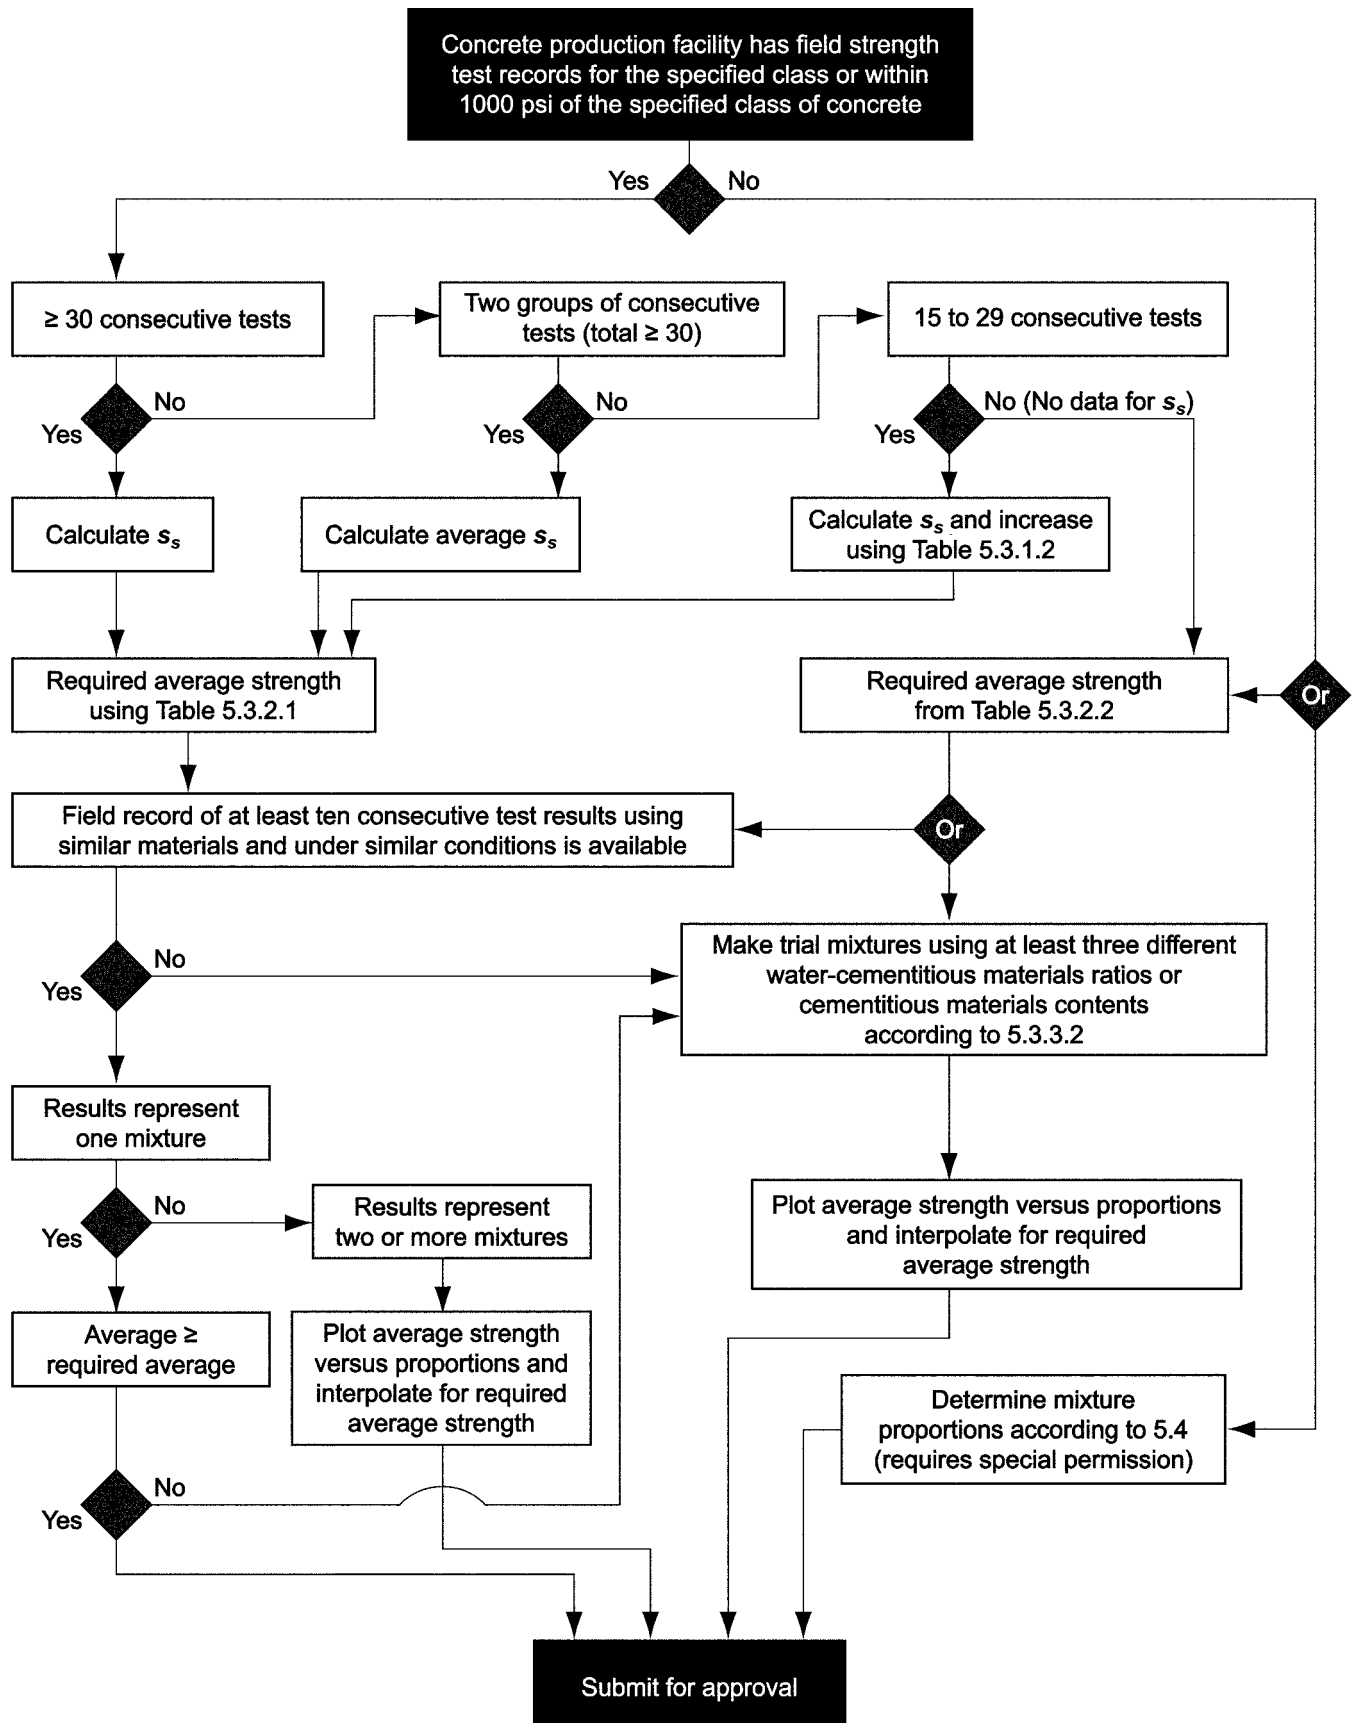 Concrete production facility has field strength
test records for the specified class or within
1000 psi of the specified class of concrete
Yes
No
≥ 30 consecutive tests
Two groups of consecutive
tests (total ≥ 30)
15 to 29 consecutive tests
No
Yes
No
Yes
No (No data for ss)
Yes
Calculate ss
Calculate average ss
Calculate ss and increase
using Table 5.3.1.2
Required average strength
using Table 5.3.2.1
Required average strength
from Table 5.3.2.2
Or
Field record of at least ten consecutive test results using
similar materials and under similar conditions is available
Or
No
Yes
Make trial mixtures using at least three different
water-cementitious materials ratios or
cementitious materials contents
according to 5.3.3.2
Results represent
one mixture
No
Yes
Results represent
two or more mixtures
Plot average strength versus proportions
and interpolate for required
average strength
Average ≥
required average
Plot average strength
versus proportions and
interpolate for required
average strength
Determine mixture
proportions according to 5.4
(requires special permission)
No
Yes
Submit for approval